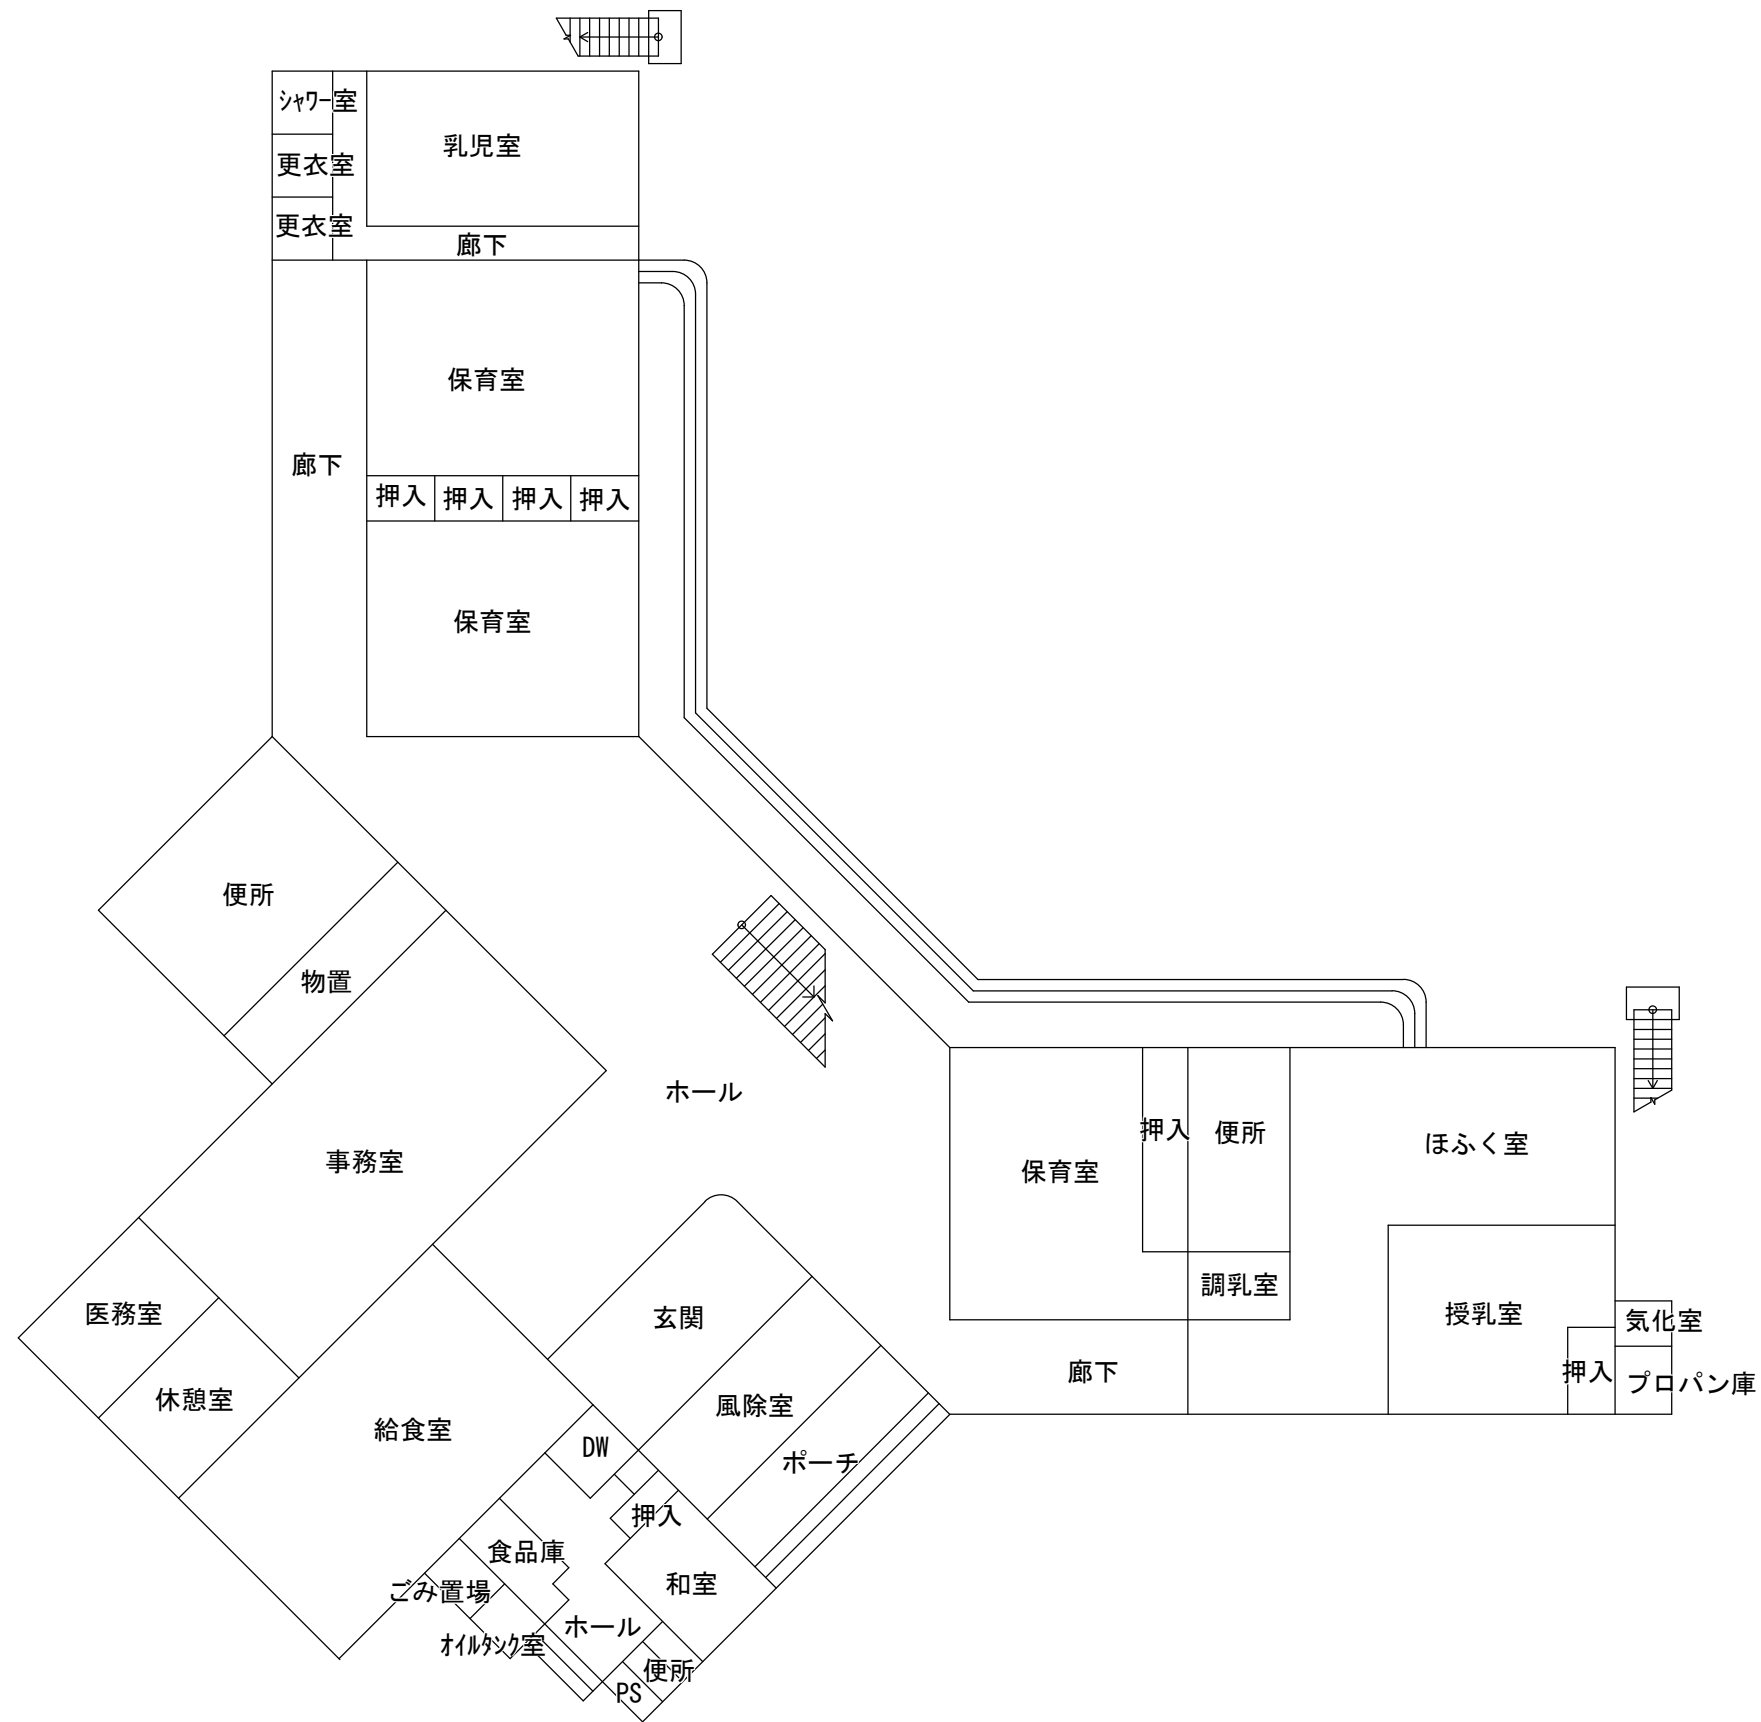 シャワー室
乳児室
更衣室
更衣室
廊下
保育室
廊下
押入
押入
押入
押入
保育室
便所
物置
ホール
事務室
保育室
押入
便所
ほふく室
調乳室
授乳室
気化室
押入
プロパン庫
廊下
医務室
休憩室
玄関
風除室
ポーチ
給食室
DW
押入
食品庫
和室
ごみ置場
ホール
オイルタンク室
便所
PS